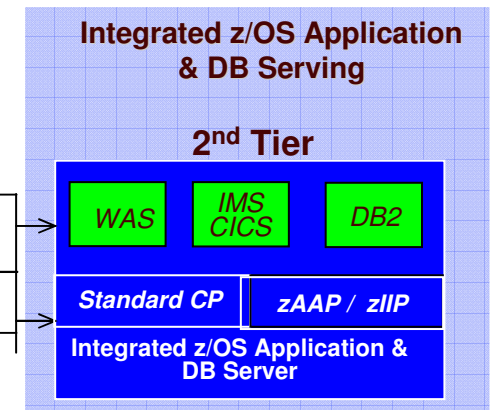 Integrated z/OS Application
& DB Serving
2nd Tier
WAS
IMS
CICS
DB2
Standard CP
zAAP / zIIP
Integrated z/OS Application &
DB Server